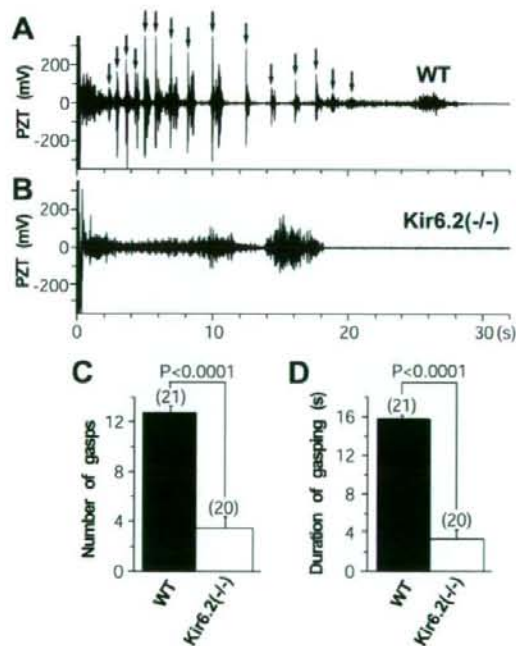 A
WT
PZT (mV)
200
0
-200
B
Kir6.2(-/-)
PZT (mV)
200
0
-200
0
10
20
30(s)
C
P<0.0001
(21)
(20)
Number of gasps
12
8
4
0
WT
Kir6.2(-/-)
D
P<0.0001
(21)
(20)
Duration of gasping (s)
16
12
8
4
0
WT
Kir6.2(-/-)